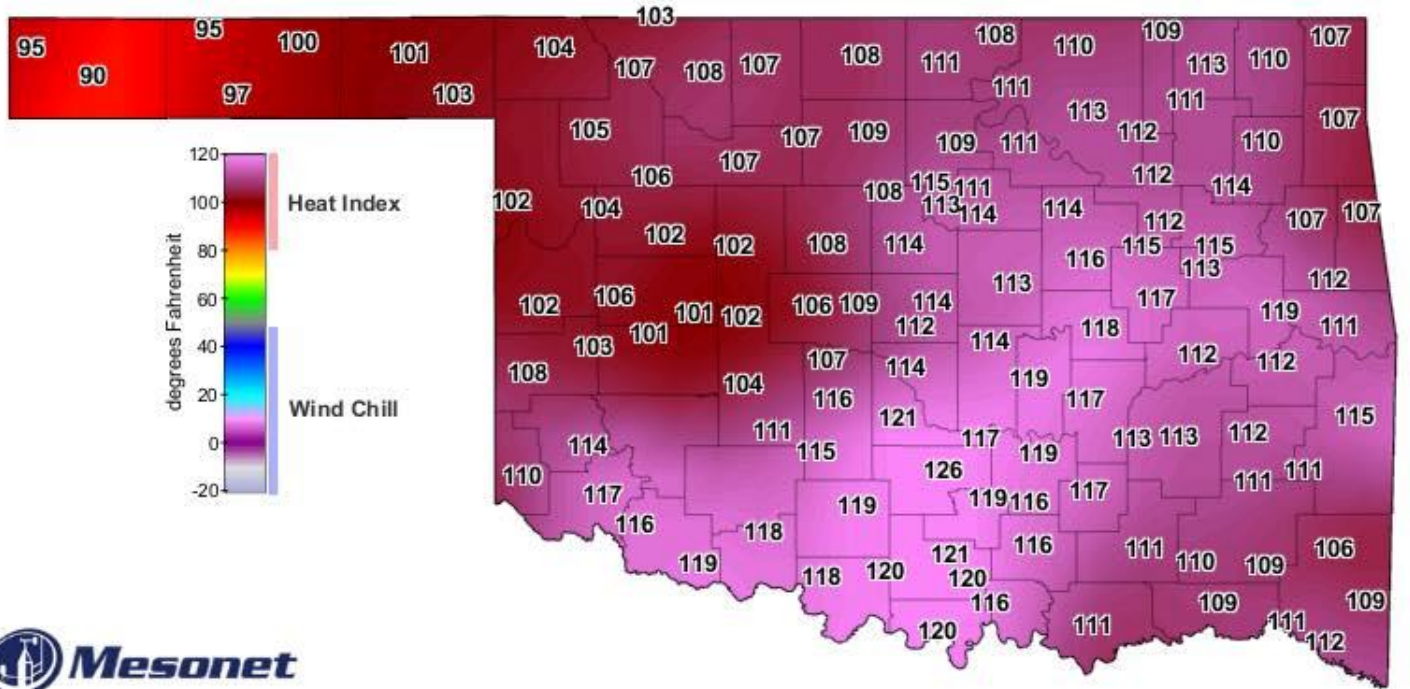 103
95 95 100 101 104 107 108 107 108 111 108 110 109 113 110 107
90 97 103 111 113 111 107
105 107 109 109 111 112 110
106 107 112 114
102 104 108 115 111 113 114 114 112 107 107
102 102 108 114 116 115 115 113 112
102 106 101 102 106 109 114 113 117 119 111
103 101 112 114 118 112 112
108 104 107 114 119 117
116 121 115
114 111 115 117 119 113 113 112
110 117 126 119 116 117 111 111
116 118 119
119 118 120 121 120 116 111 110 109 106
116 109 109
120 111 111 112
120
100
80
60
40
20
0
-20
degrees Fahrenheit
Heat Index
Wind Chill
Mesonet